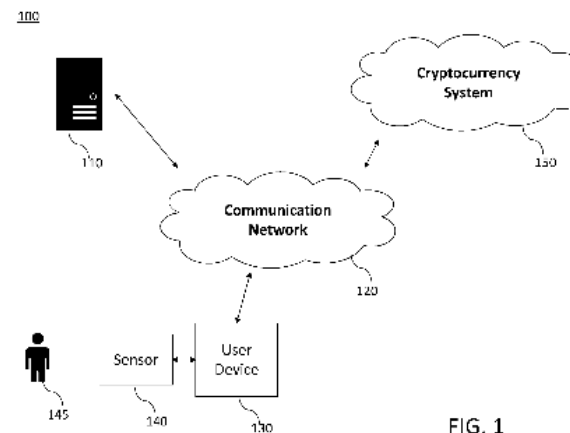 100
Cryptocurrency
System
110
150
Communication
Network
120
Sensor
User
Device
145
140
130
FIG. 1